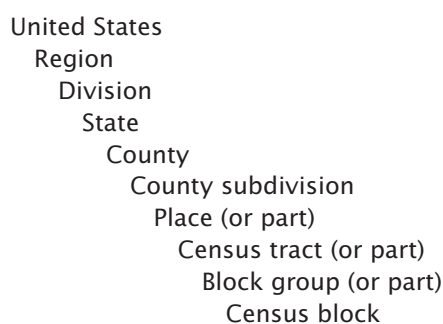 United States
Region
Division
State
County
County subdivision
Place (or part)
Census tract (or part)
Block group (or part)
Census block